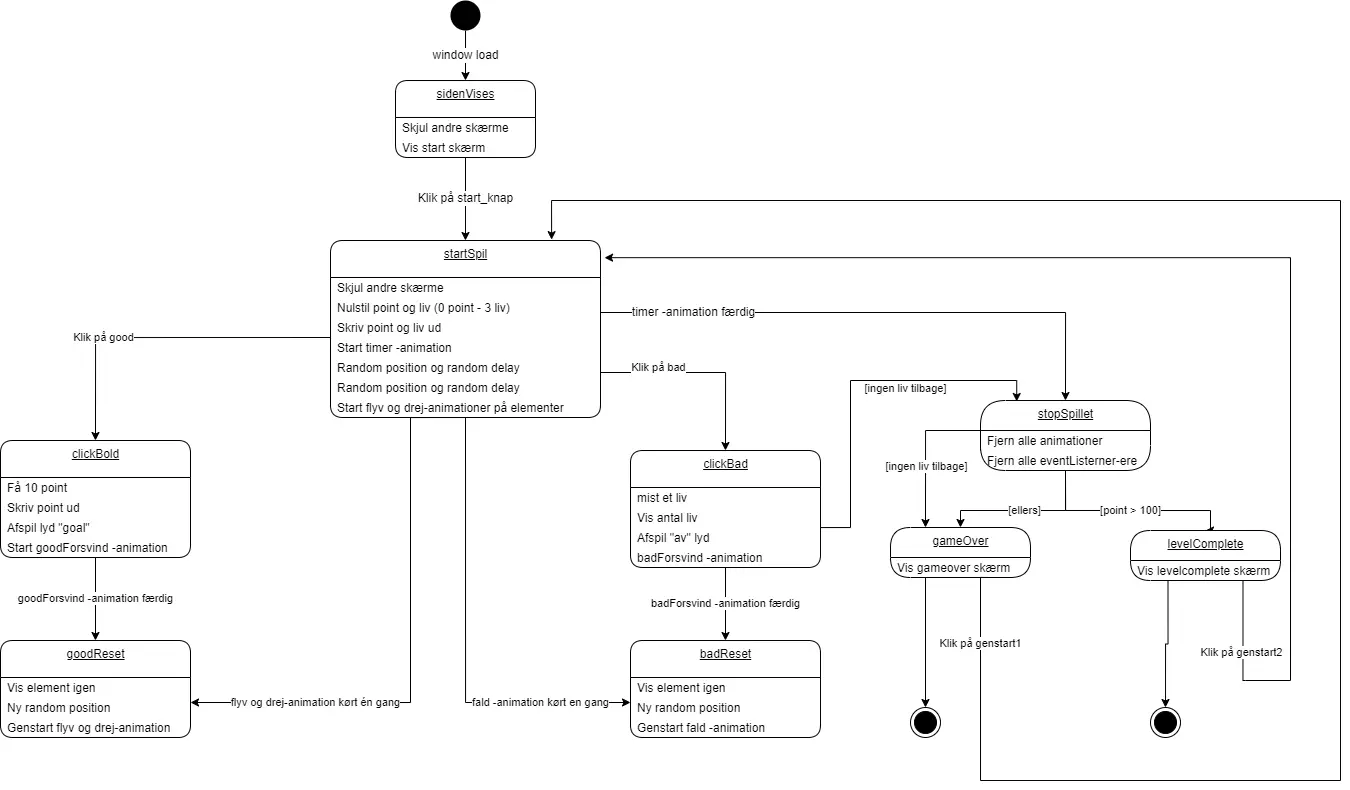 window load
sidenVises
Skjul andre skærme
Vis start skærm
Klik på start_knap
startSpil
Skjul andre skærme
Nulstil point og liv (0 point - 3 liv)
Skriv point og liv ud
Start timer -animation
Random position og random delay
Random position og random delay
Start flyv og drej-animationer på elementer
timer -animation færdig
Klik på good
Klik på bad
[ingen liv tilbage]
stopSpillet
Fjern alle animationer
Fjern alle eventListerner-ere
clickBold
Få 10 point
Skriv point ud
Afspil lyd "goal"
Start goodForsvind -animation
clickBad
mist et liv
Vis antal liv
Afspil "av" lyd
badForsvind -animation
[ingen liv tilbage]
[ellers]
[point > 100]
gameOver
Vis gameover skærm
levelComplete
Vis levelcomplete skærm
goodForsvind -animation færdig
badForsvind -animation færdig
Klik på genstart1
Klik på genstart2
goodReset
Vis element igen
Ny random position
Genstart flyv og drej-animation
flyv og drej-animation kørt én gang
fald -animation kørt en gang
badReset
Vis element igen
Ny random position
Genstart fald -animation